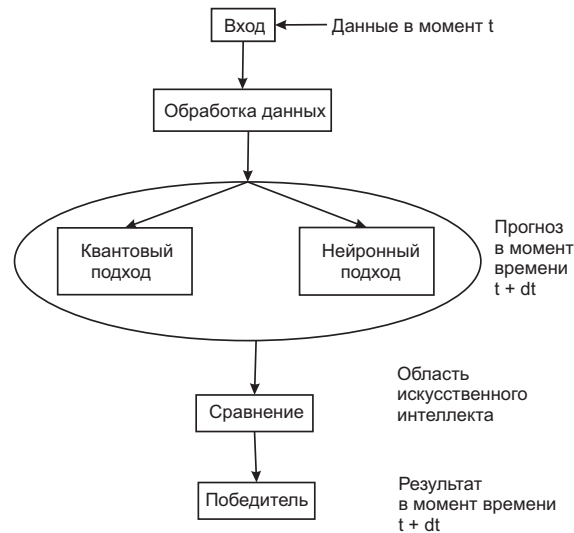 Вход
Данные в момент t
Обработка данных
Квантовый
подход
Нейронный
подход
Прогноз
в момент
времени
t + dt
Область
искусственного
интеллекта
Сравнение
Победитель
Результат
в момент времени
t + dt